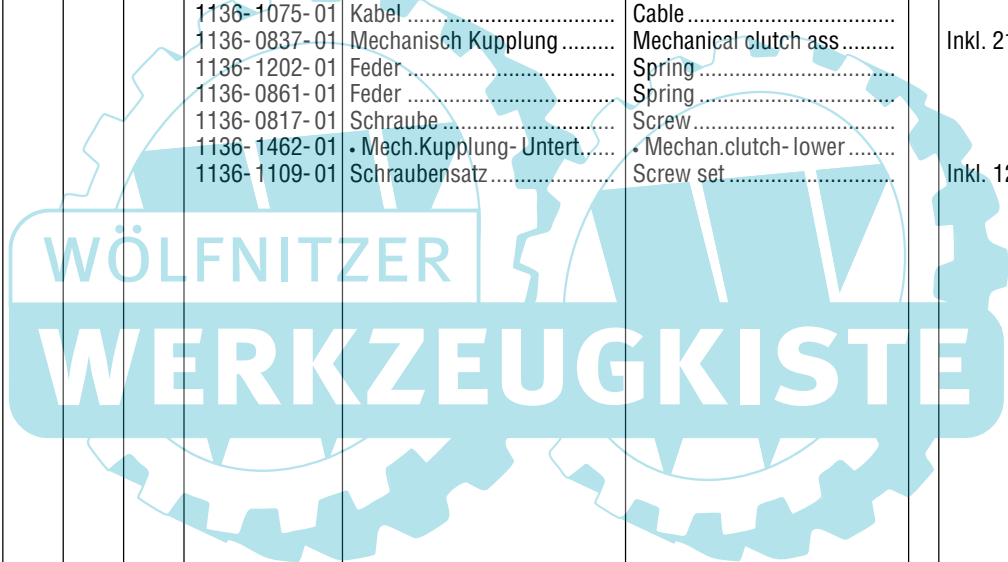 1136-1075-01 Kabel .......... Cable ..........
1136-0837-01 Mechanisch Kupplung .......... Mechanical clutch ass .......... Inkl. 21
1136-1202-01 Feder .......... Spring ..........
1136-0861-01 Feder .......... Spring ..........
1136-0817-01 Schraube .......... Screw ..........
1136-1462-01 • Mech.Kupplung-Untert. .......... • Mechan.clutch-lower ..........
1136-1109-01 Schraubensatz .......... Screw set .......... Inkl. 12
WÖLFNITZER
WERKZEUGKISTE